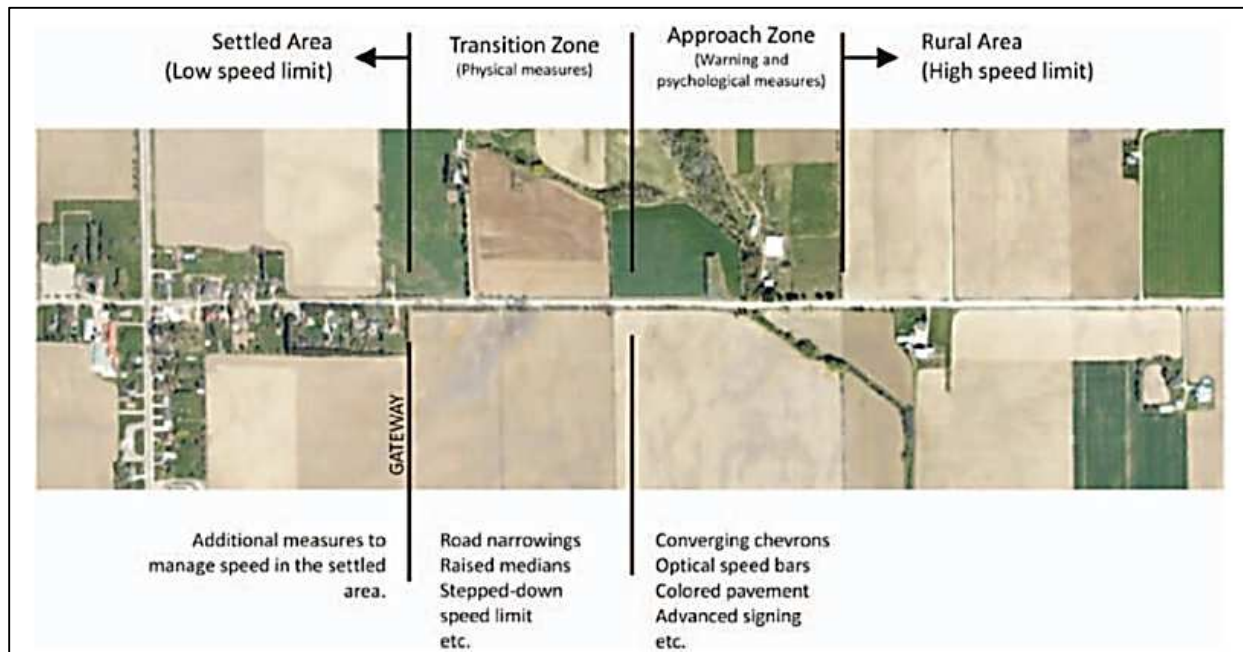 Settled Area
(Low speed limit)
Transition Zone
(Physical measures)
Approach Zone
(Warning and
psychological measures)
Rural Area
(High speed limit)
GATEWAY
Additional measures to
manage speed in the settled
area.
Road narrowings
Raised medians
Stepped-down
speed limit
etc.
Converging chevrons
Optical speed bars
Colored pavement
Advanced signing
etc.